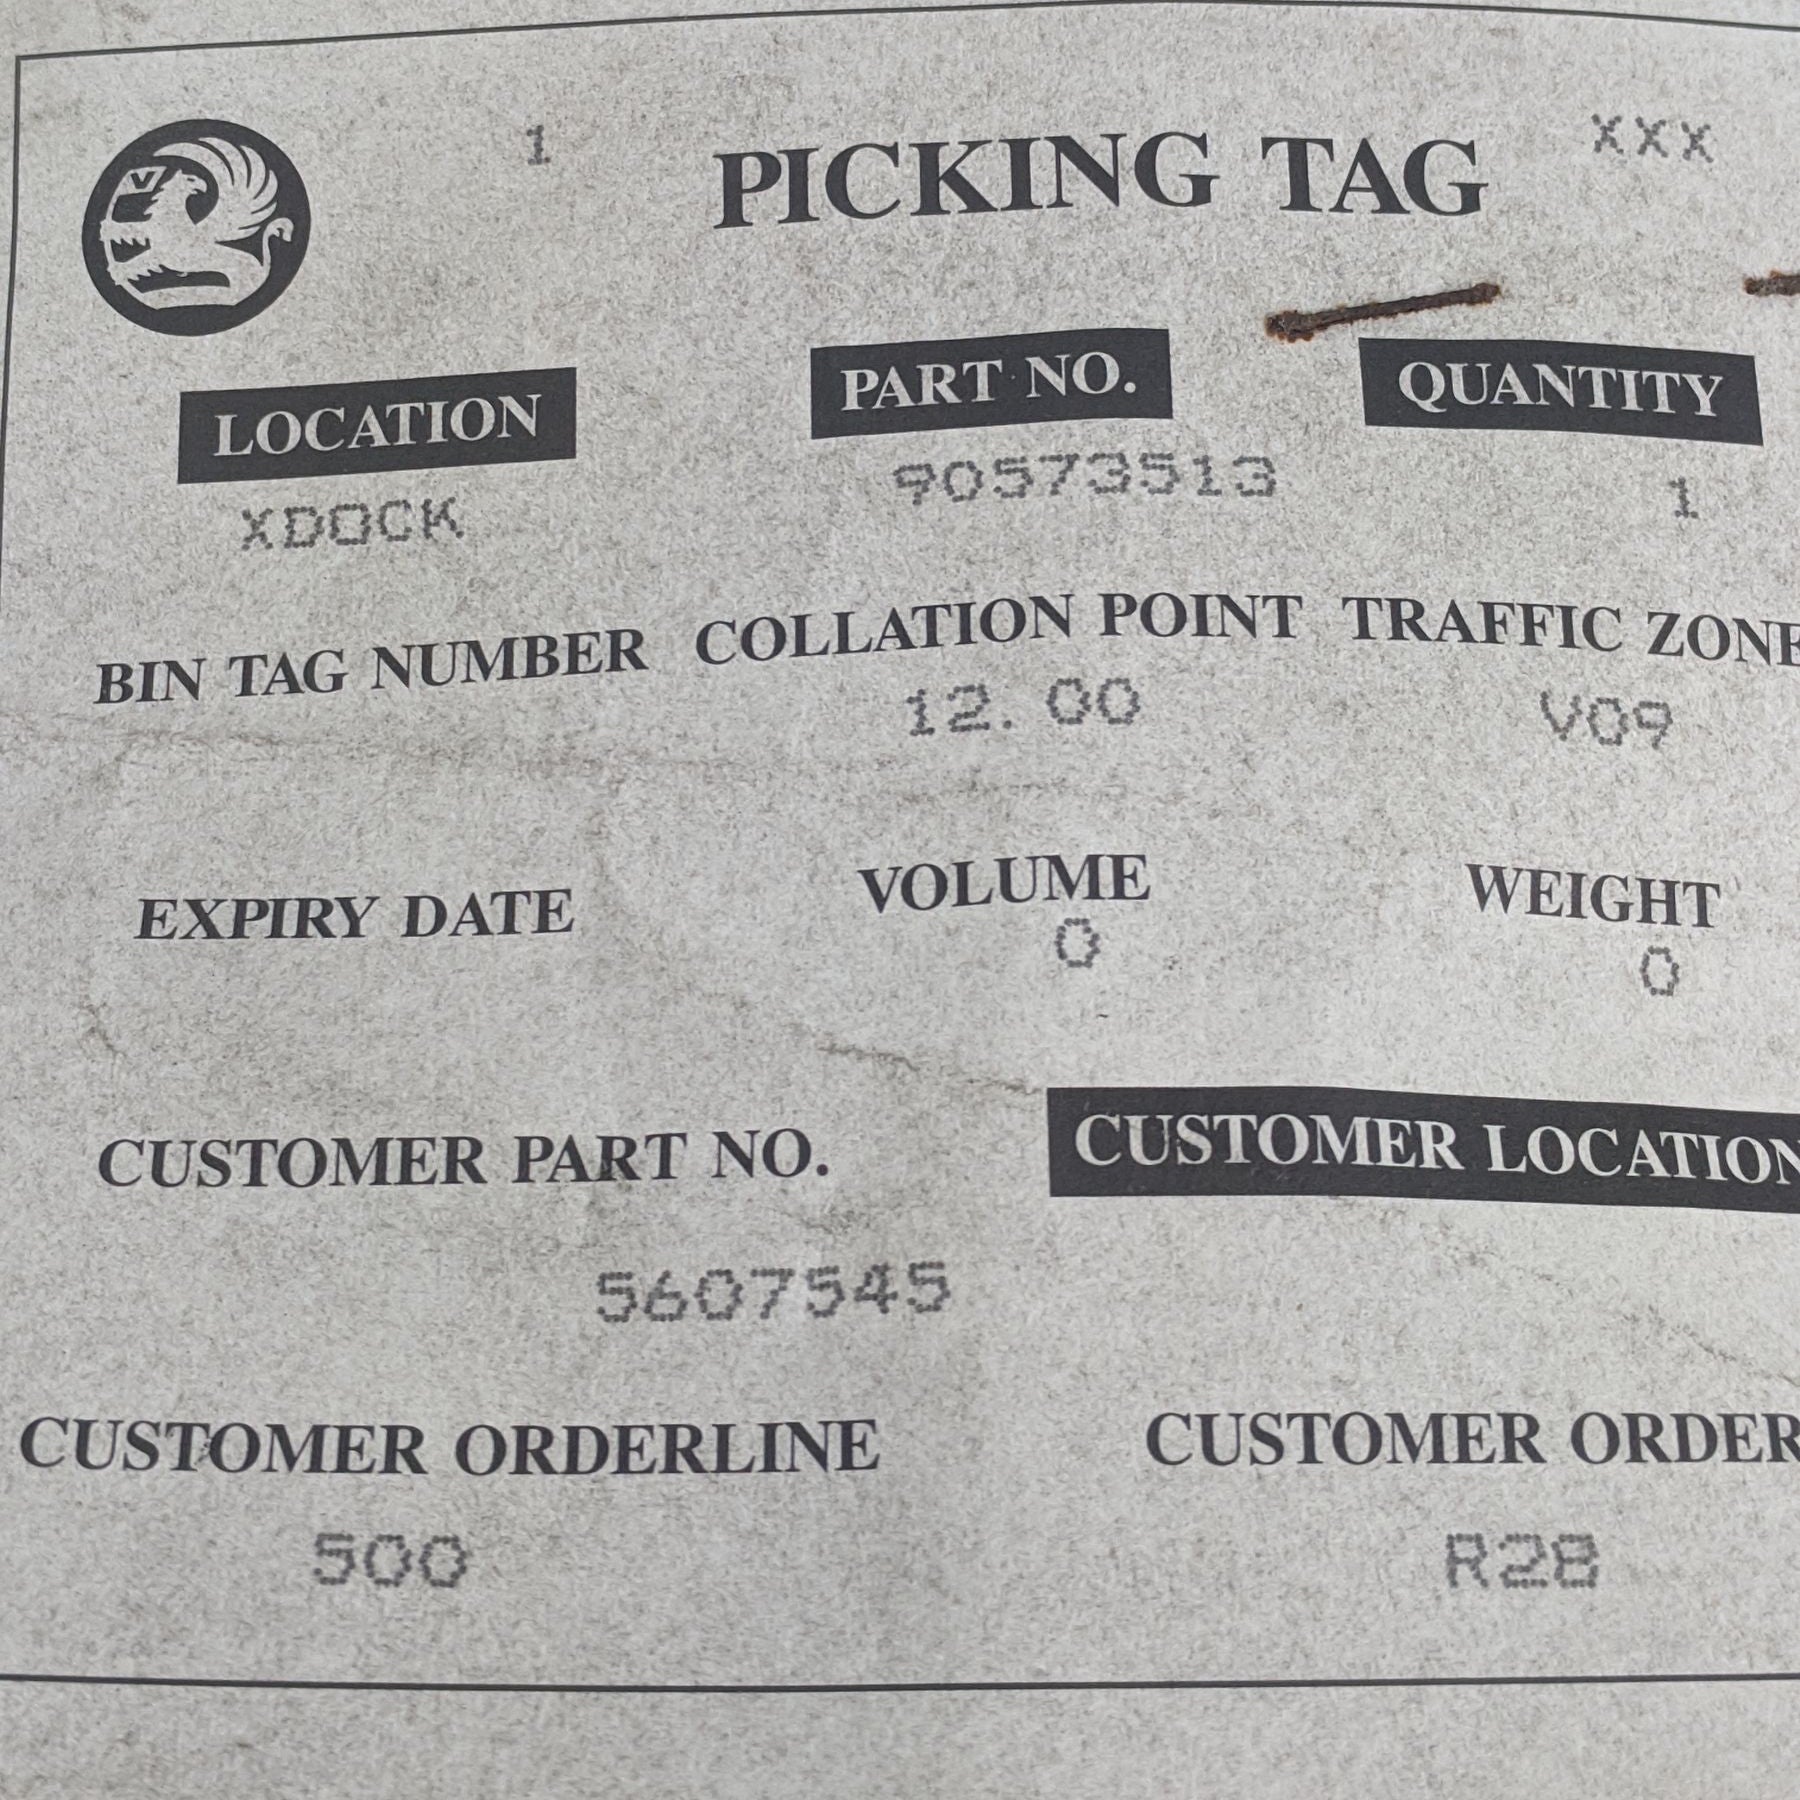 1 PICKING TAG XXX
LOCATION PART NO. QUANTITY
XDOCK 90573513 1
BIN TAG NUMBER COLLATION POINT TRAFFIC ZONE
12.00 V09
EXPIRY DATE VOLUME WEIGHT
0 0
CUSTOMER PART NO. CUSTOMER LOCATION
5607545
CUSTOMER ORDERLINE CUSTOMER ORDER
500 R28